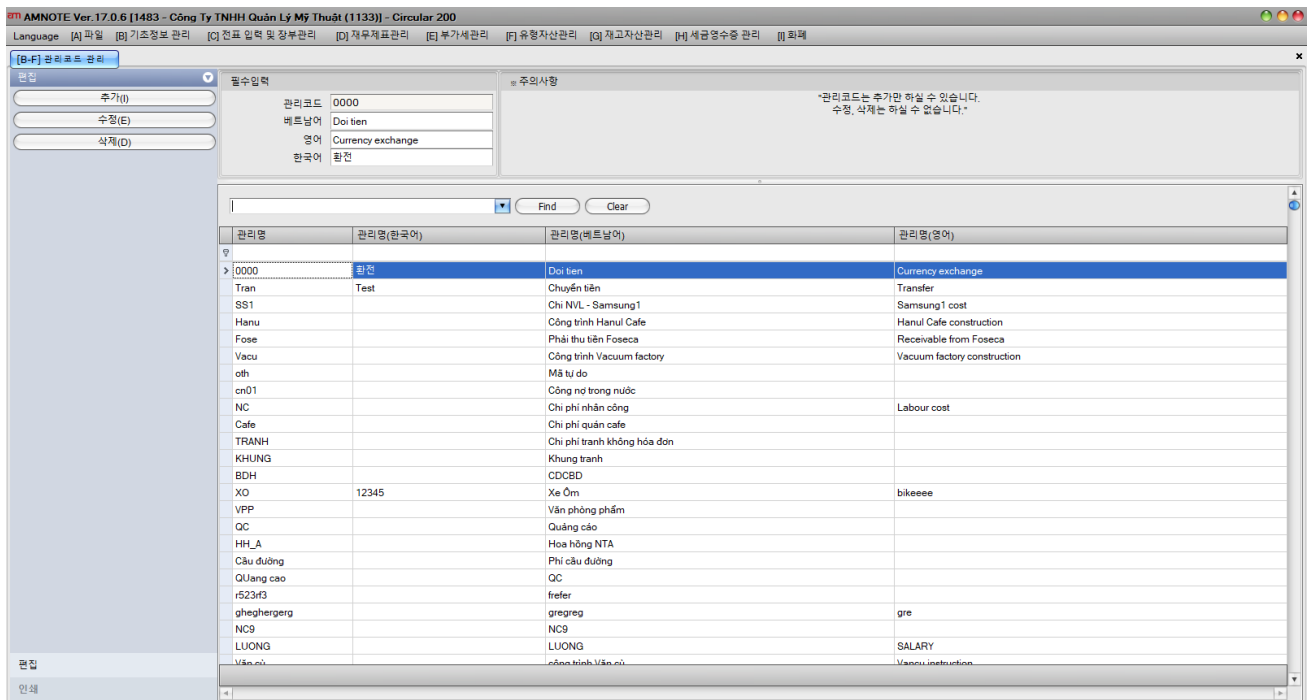 am AMNOTE Ver.17.0.6 [1483 - Công Ty TNHH Quản Lý Mỹ Thuật (1133)] - Circular 200
Language [A] 파일 [B] 기초정보 관리 [C] 전표 입력 및 장부관리 [D] 재무제표관리 [E] 부가세관리 [F] 유형자산관리 [G] 재고자산관리 [H] 세금영수증 관리 [I] 화폐
[B-F] 관리코드 관리 x
편집
추가(I)
수정(E)
삭제(D)
필수입력
관리코드 0000
베트남어 Doi tien
영어 Currency exchange
한국어 환전
※ 주의사항
"관리코드는 추가만 하실 수 있습니다.
수정, 삭제는 하실 수 없습니다."
Find Clear
관리명 관리명(한국어) 관리명(베트남어) 관리명(영어)
0000 환전 Doi tien Currency exchange
Tran Test Chuyển tiền Transfer
SS1 Chi NVL - Samsung1 Samsung1 cost
Hanu Công trình Hanul Cafe Hanul Cafe construction
Fose Phải thu tiền Foseca Receivable from Foseca
Vacu Công trình Vacuum factory Vacuum factory construction
oth Mã tự do
cn01 Công nợ trong nước
NC Chi phí nhân công Labour cost
Cafe Chi phí quán cafe
TRANH Chi phí tranh không hóa đơn
KHUNG Khung tranh
BDH CDCBD
XO 12345 Xe Ôm bikeeee
VPP Văn phòng phẩm
QC Quảng cáo
HH_A Hoa hồng NTA
Cầu đường Phí cầu đường
QUang cao QC
r523rf3 frefer
gheghergerg gregreg gre
NC9 NC9
LUONG LUONG SALARY
Văn cù công trình Văn cù Vancu instruction
편집
인쇄